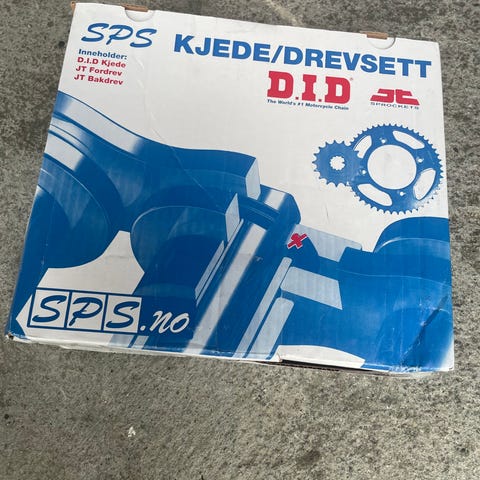 SPS
KJEDE/DREVSETT
Inneholder:
D.I.D Kjede
JT Fordrev
JT Bakdrev
D.I.D
The World's #1 Motorcycle Chain
JT
SPROCKETS
SPS.no